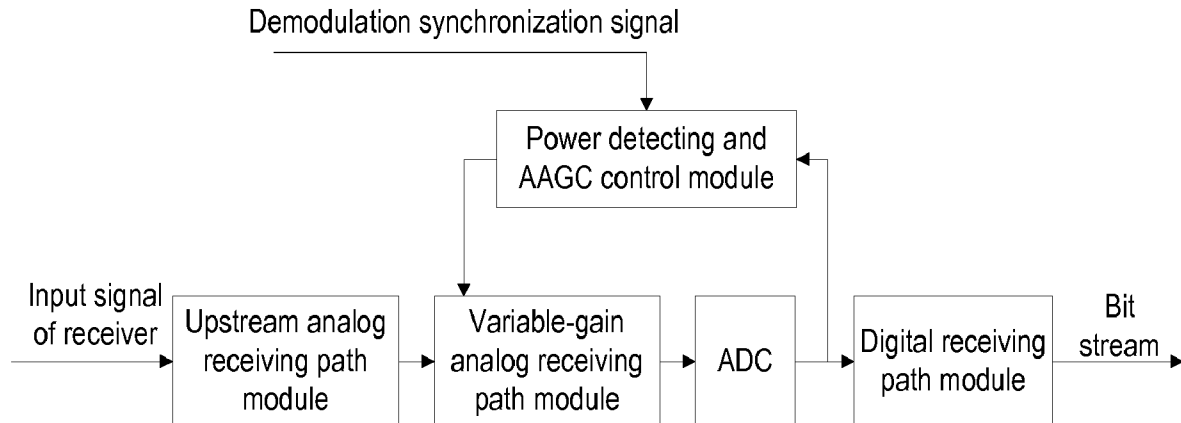 Demodulation synchronization signal
Power detecting and
AAGC control module
Input signal
of receiver
Upstream analog
receiving path
module
Variable-gain
analog receiving
path module
ADC
Digital receiving
path module
Bit
stream